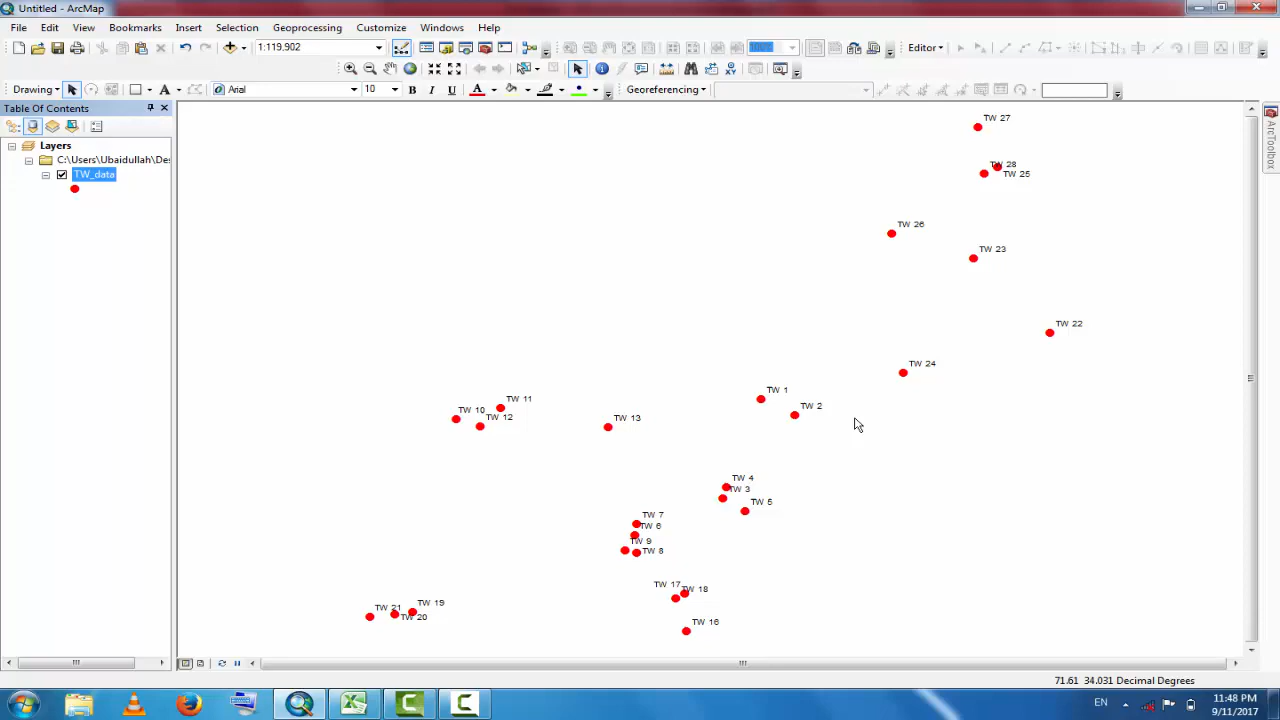 Untitled - ArcMap
File Edit View Bookmarks Insert Selection Geoprocessing Customize Windows Help
1:119,902
100%
Editor
Drawing
A
Arial
10
B I U A
Georeferencing
Table Of Contents
Layers
C:\Users\Ubaidullah\Des
TW_data
ArcToolbox
TW 27
TW 28
TW 25
TW 26
TW 23
TW 22
TW 24
TW 1
TW 2
TW 11
TW 10
TW 12
TW 13
TW 4
TW 3
TW 5
TW 7
TW 6
TW 9
TW 8
TW 17
TW 18
TW 19
TW 21
TW 20
TW 16
71.61 34.031 Decimal Degrees
EN
11:48 PM
9/11/2017